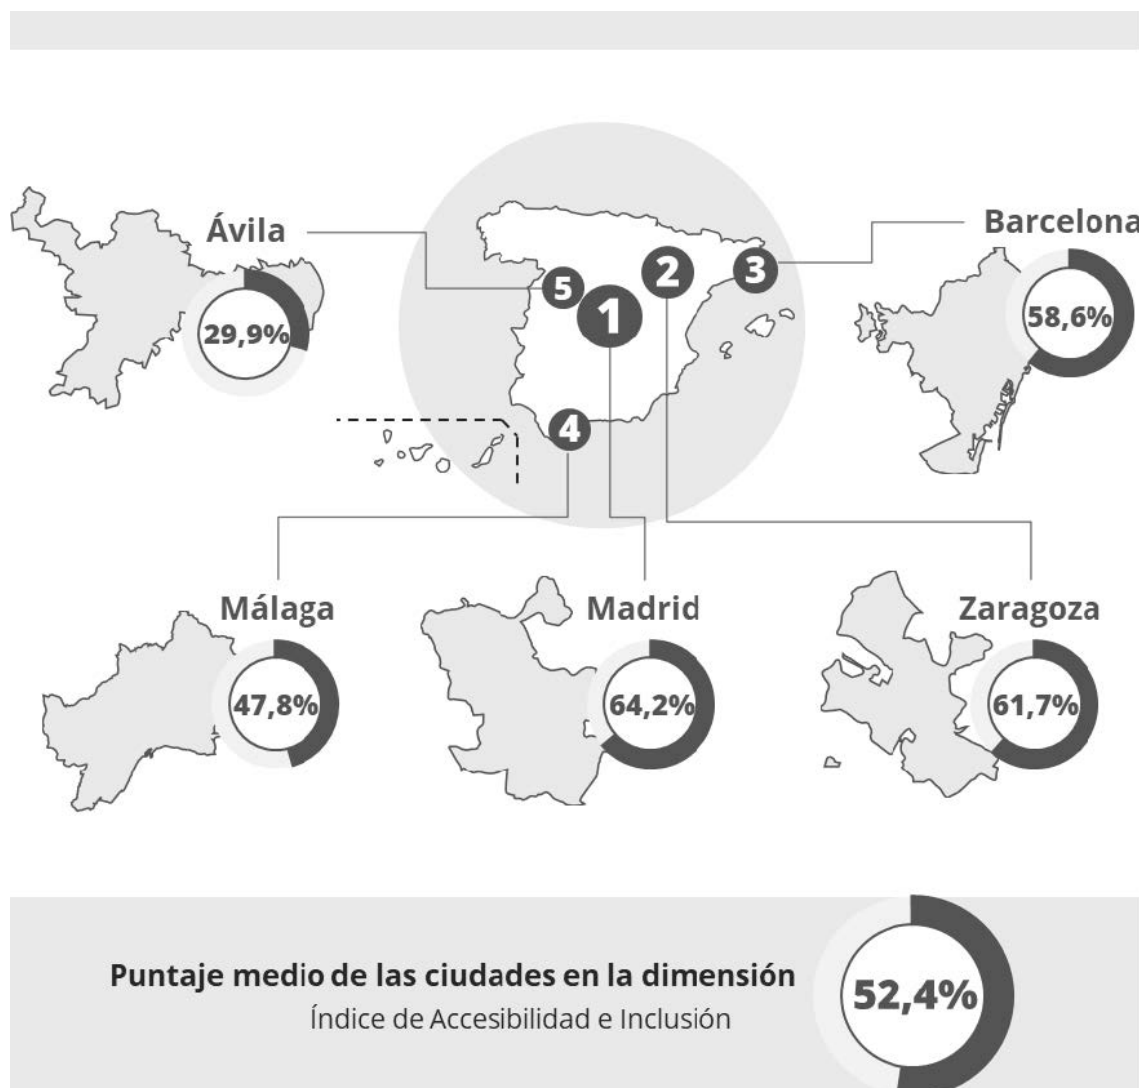 Ávila
29,9%
Barcelona
58,6%
1
2
3
4
5
Málaga
47,8%
Madrid
64,2%
Zaragoza
61,7%
Puntaje medio de las ciudades en la dimensión
Índice de Accesibilidad e Inclusión
52,4%